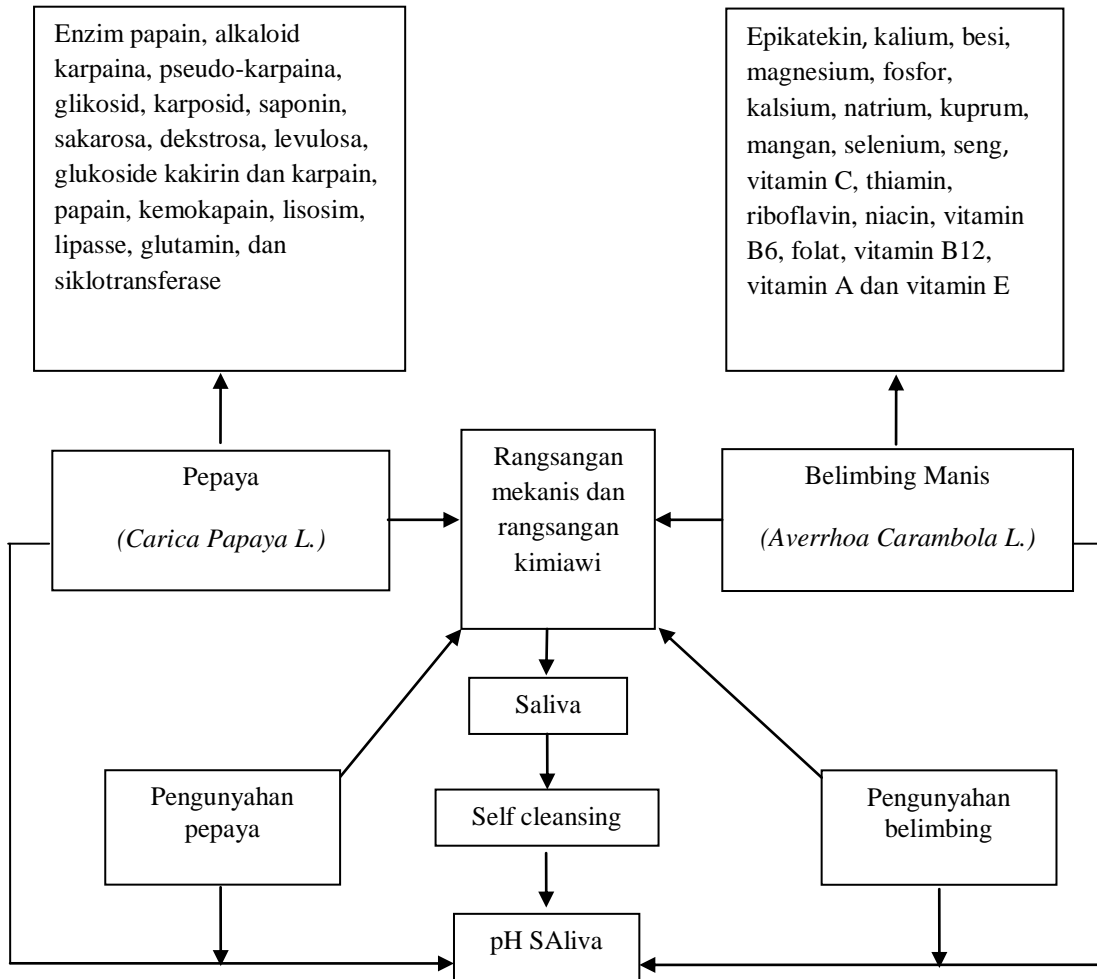 Enzim papain, alkaloid
karpaina, pseudo-karpaina,
glikosid, karposid, saponin,
sakarosa, dekstrosa, levulosa,
glukoside kakirin dan karpain,
papain, kemokapain, lisosim,
lipasse, glutamin, dan
siklotransferase
Epikatekin, kalium, besi,
magnesium, fosfor,
kalsium, natrium, kuprum,
mangan, selenium, seng,
vitamin C, thiamin,
riboflavin, niacin, vitamin
B6, folat, vitamin B12,
vitamin A dan vitamin E
Pepaya
(Carica Papaya L.)
Rangsangan
mekanis dan
rangsangan
kimiawi
Belimbing Manis
(Averrhoa Carambola L.)
Saliva
Pengunyahan
pepaya
Self cleansing
Pengunyahan
belimbing
pH SAliva